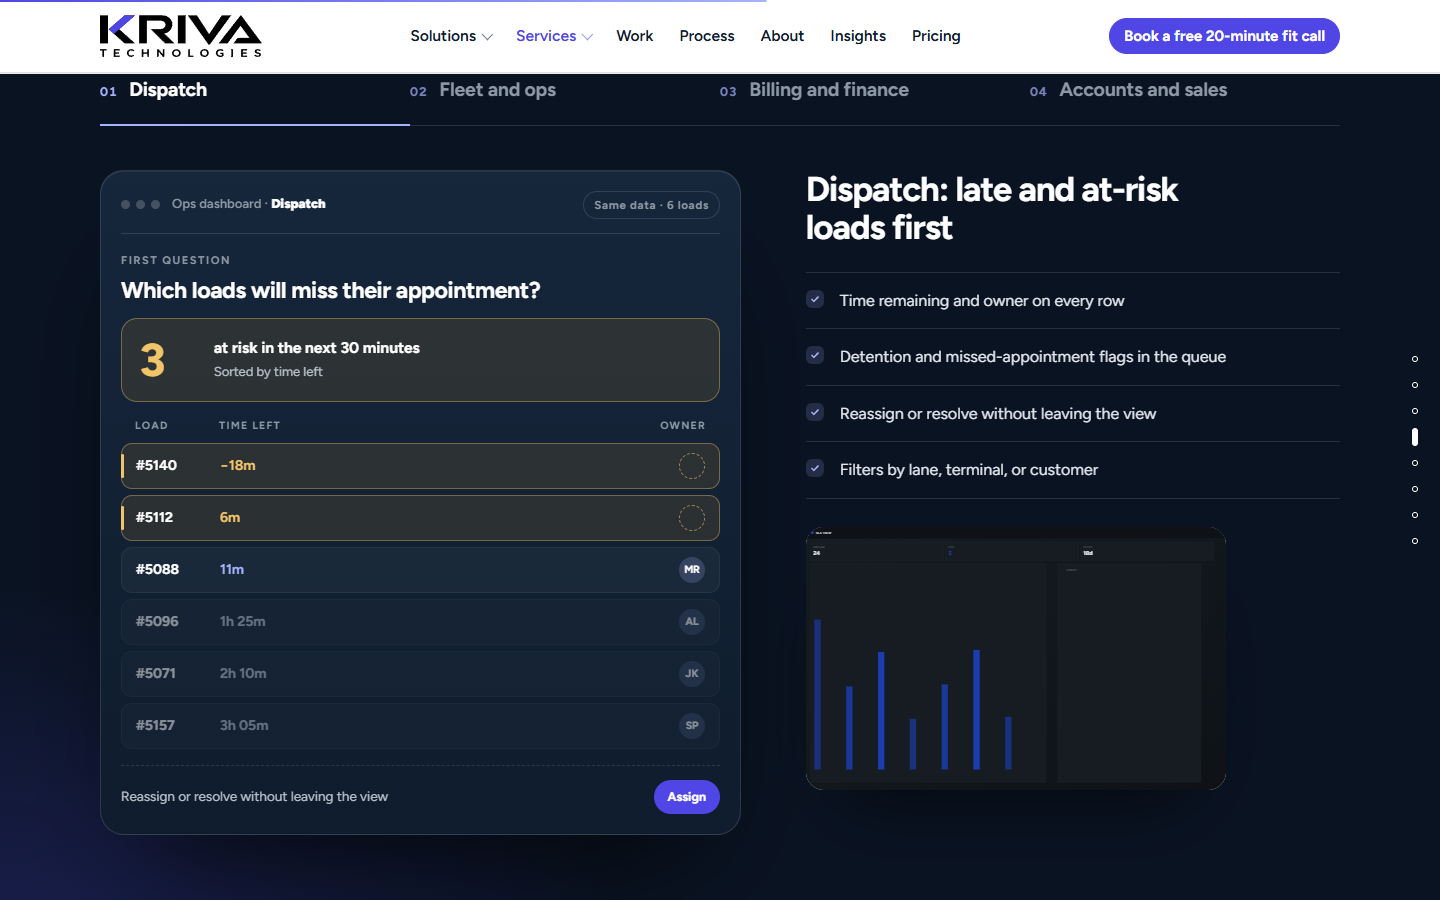 KRIVA
TECHNOLOGIES
Solutions
Services
Work
Process
About
Insights
Pricing
Book a free 20-minute fit call
01 Dispatch
02 Fleet and ops
03 Billing and finance
04 Accounts and sales
Ops dashboard · Dispatch
Same data · 6 loads
FIRST QUESTION
Which loads will miss their appointment?
3
at risk in the next 30 minutes
Sorted by time left
LOAD TIME LEFT OWNER
#5140 −18m
#5112 6m
#5088 11m MR
#5096 1h 25m AL
#5071 2h 10m JK
#5157 3h 05m SP
Reassign or resolve without leaving the view
Assign
Dispatch: late and at-risk
loads first
Time remaining and owner on every row
Detention and missed-appointment flags in the queue
Reassign or resolve without leaving the view
Filters by lane, terminal, or customer
24